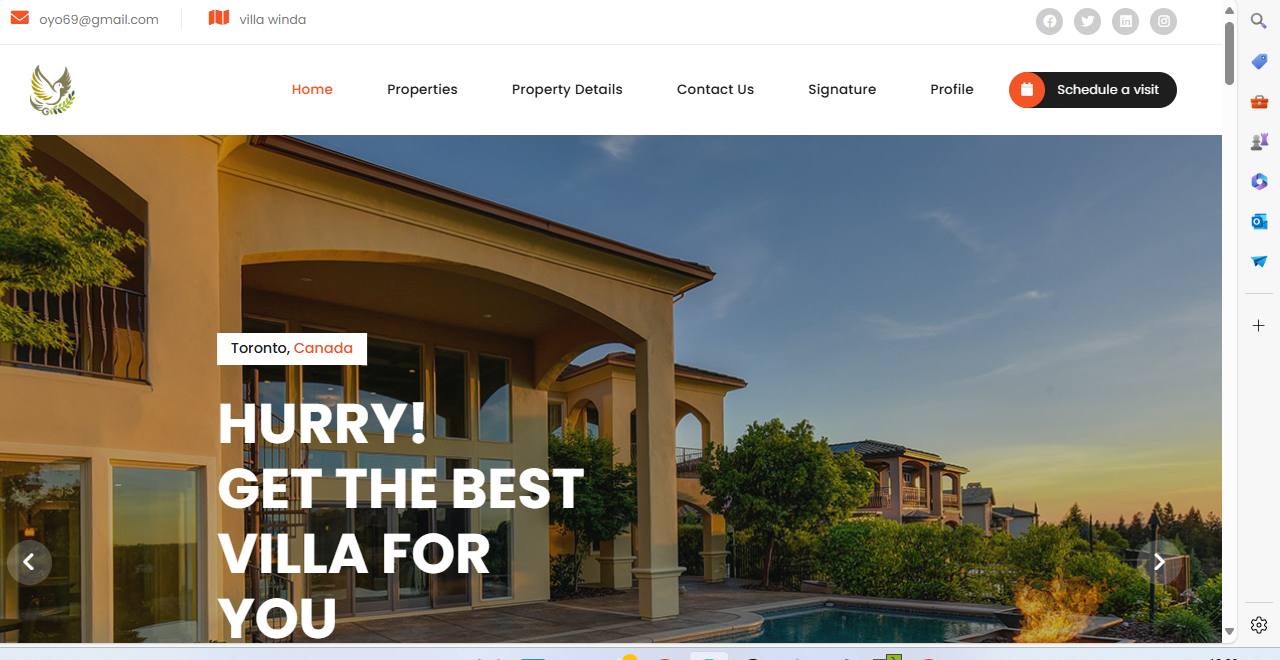 oyo69@gmail.com
villa winda
Home
Properties
Property Details
Contact Us
Signature
Profile
Schedule a visit
Toronto, Canada
HURRY!
GET THE BEST
VILLA FOR
YOU